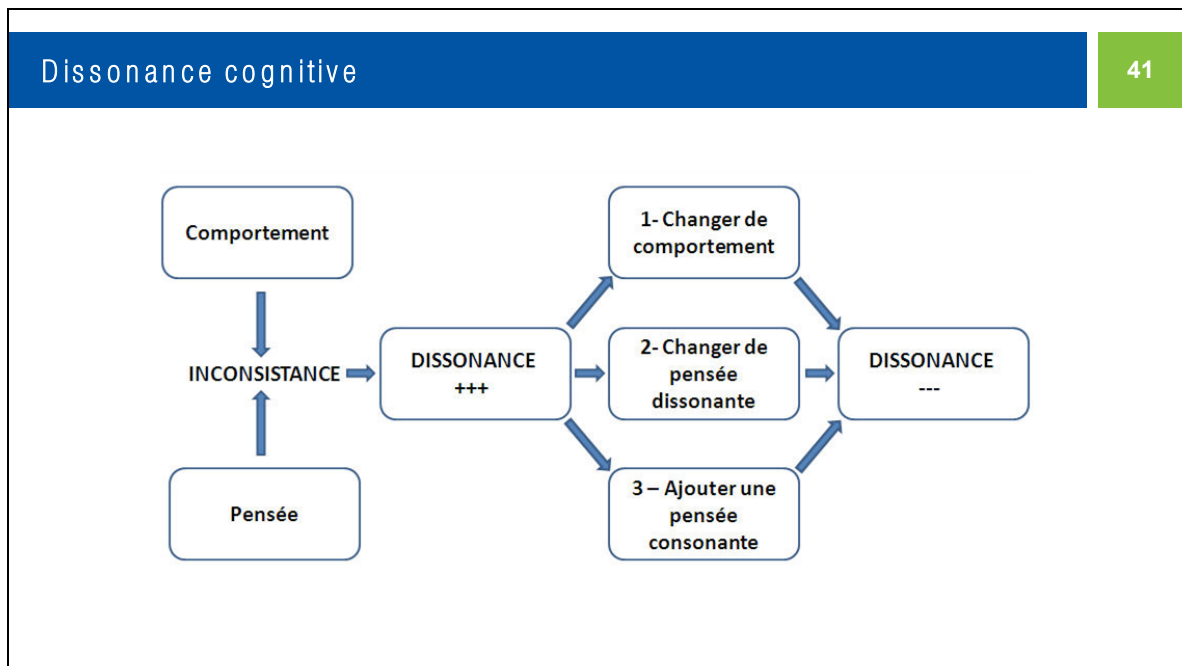 Dissonance cognitive
41
Comportement
INCONSISTANCE
Pensée
DISSONANCE
+++
1- Changer de
comportement
2- Changer de
pensée
dissonante
3 – Ajouter une
pensée
consonante
DISSONANCE
---